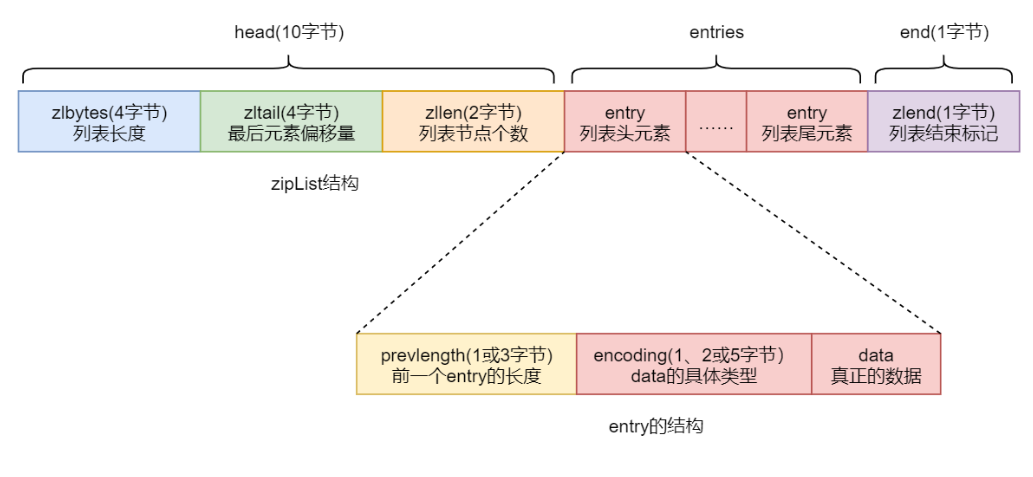 head(10字节)
entries
end(1字节)
zlbytes(4字节)
列表长度
zltail(4字节)
最后元素偏移量
zllen(2字节)
列表节点个数
entry
列表头元素
……
entry
列表尾元素
zlend(1字节)
列表结束标记
zipList结构
prevlength(1或3字节)
前一个entry的长度
encoding(1、2或5字节)
data的具体类型
data
真正的数据
entry的结构